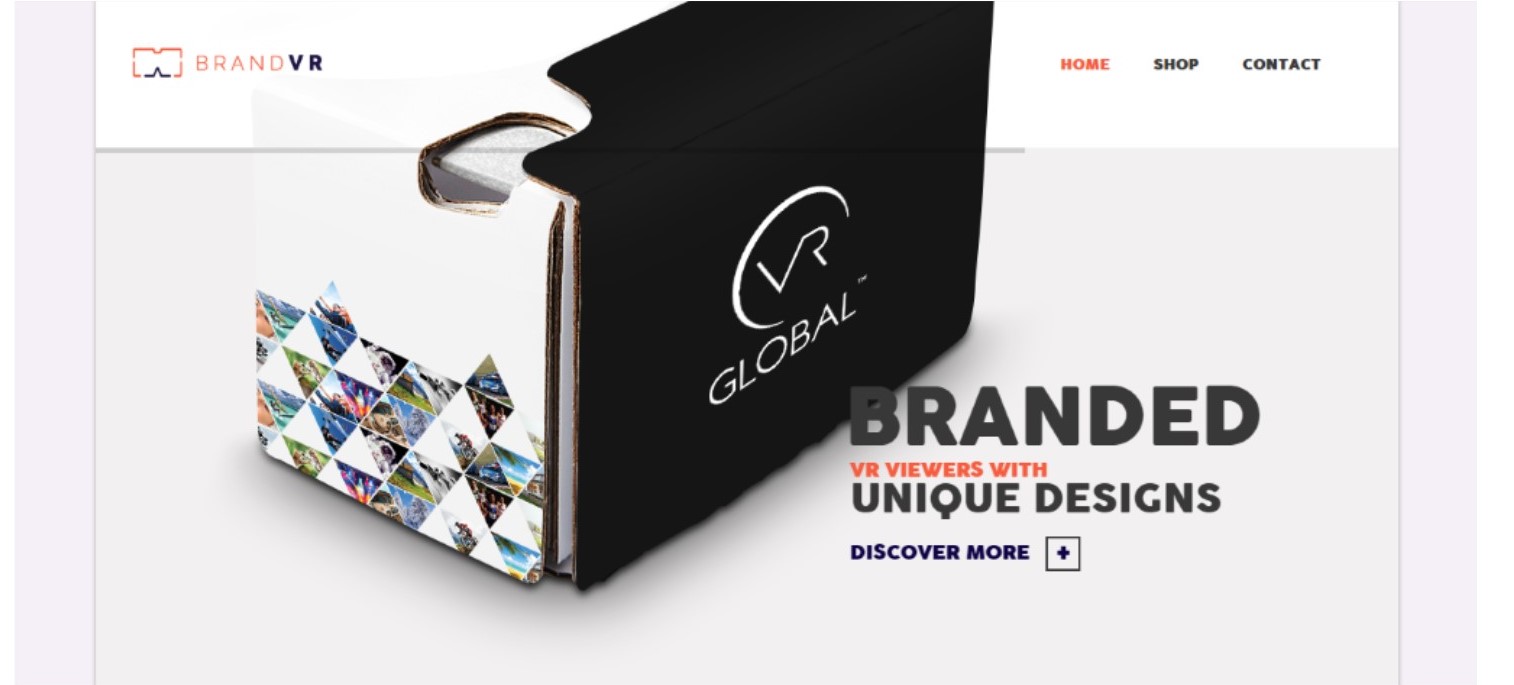 BRANDVR
HOME SHOP CONTACT
VR
GLOBAL™
BRANDED
VR VIEWERS WITH
UNIQUE DESIGNS
DISCOVER MORE +